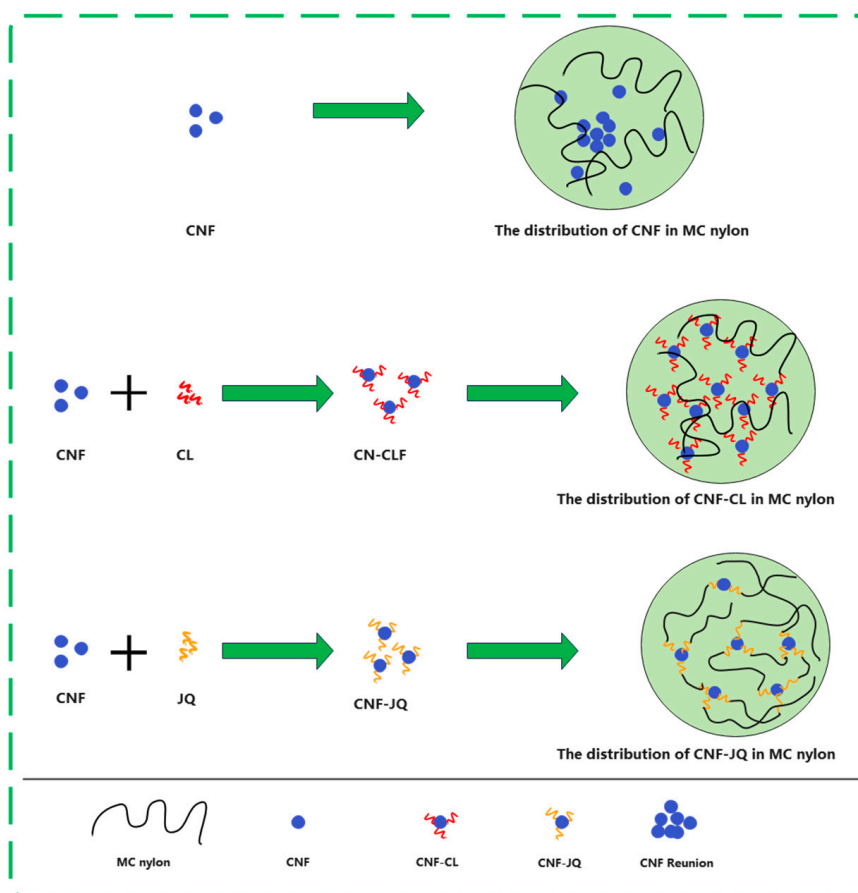 CNF
The distribution of CNF in MC nylon
CNF
CL
CN-CLF
The distribution of CNF-CL in MC nylon
CNF
JQ
CNF-JQ
The distribution of CNF-JQ in MC nylon
MC nylon
CNF
CNF-CL
CNF-JQ
CNF Reunion